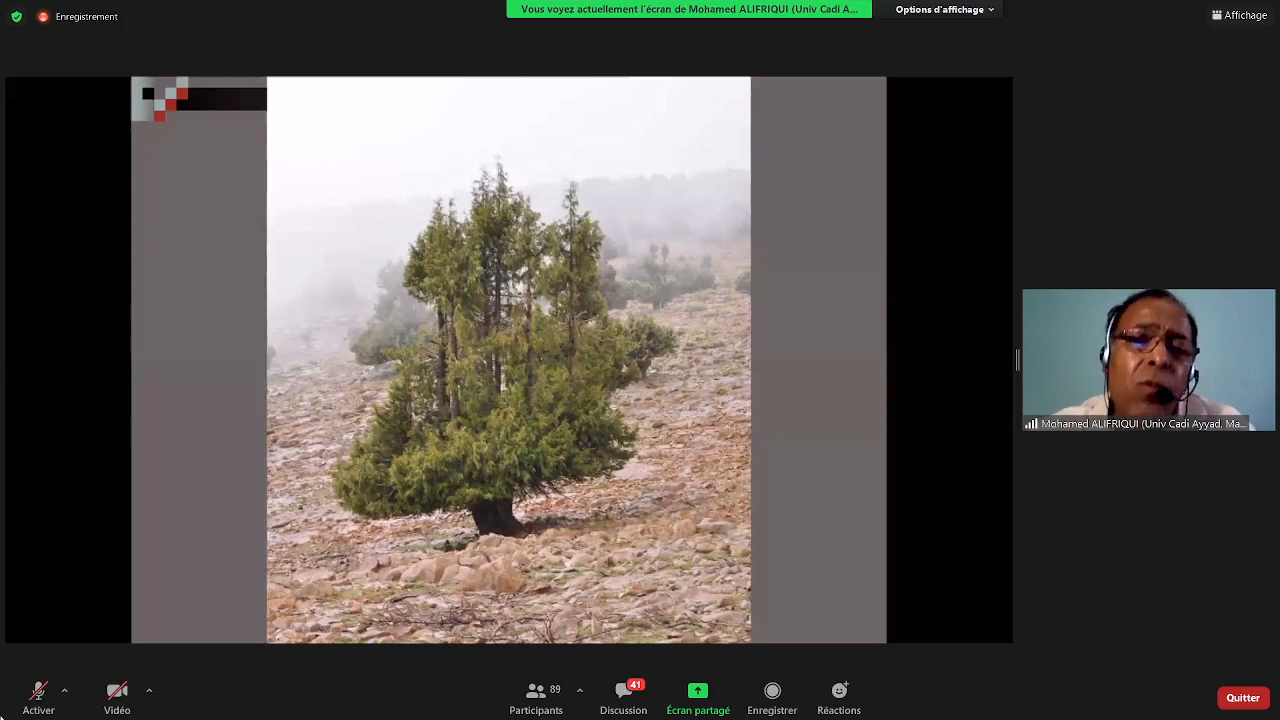 Enregistrement
Vous voyez actuellement l'écran de Mohamed ALIFRIQUI (Univ Cadi A...
Options d'affichage
Affichage
Mohamed ALIFRIQUI (Univ Cadi Ayyad, Ma...
Activer
Vidéo
89
Participants
41
Discussion
Écran partagé
Enregistrer
Réactions
Quitter